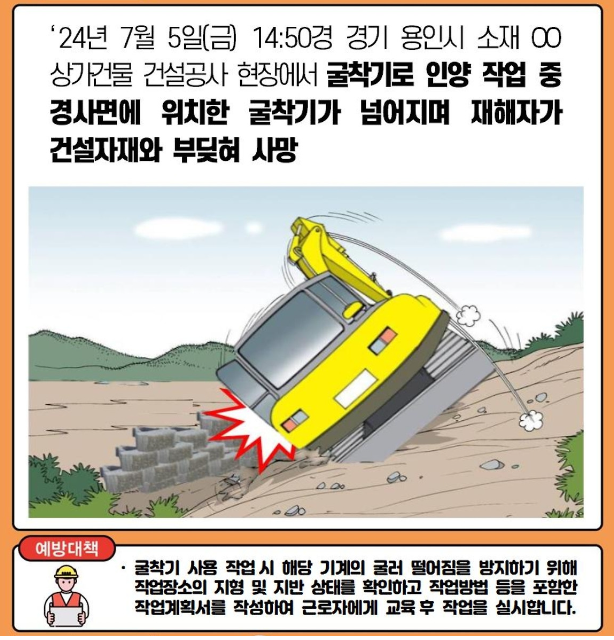 ‘24년 7월 5일(금) 14:50경 경기 용인시 소재 OO
상가건물 건설공사 현장에서 굴착기로 인양 작업 중
경사면에 위치한 굴착기가 넘어지며 재해자가
건설자재와 부딪혀 사망
예방대책
· 굴착기 사용 작업 시 해당 기계의 굴러 떨어짐을 방지하기 위해
작업장소의 지형 및 지반 상태를 확인하고 작업방법 등을 포함한
작업계획서를 작성하여 근로자에게 교육 후 작업을 실시합니다.